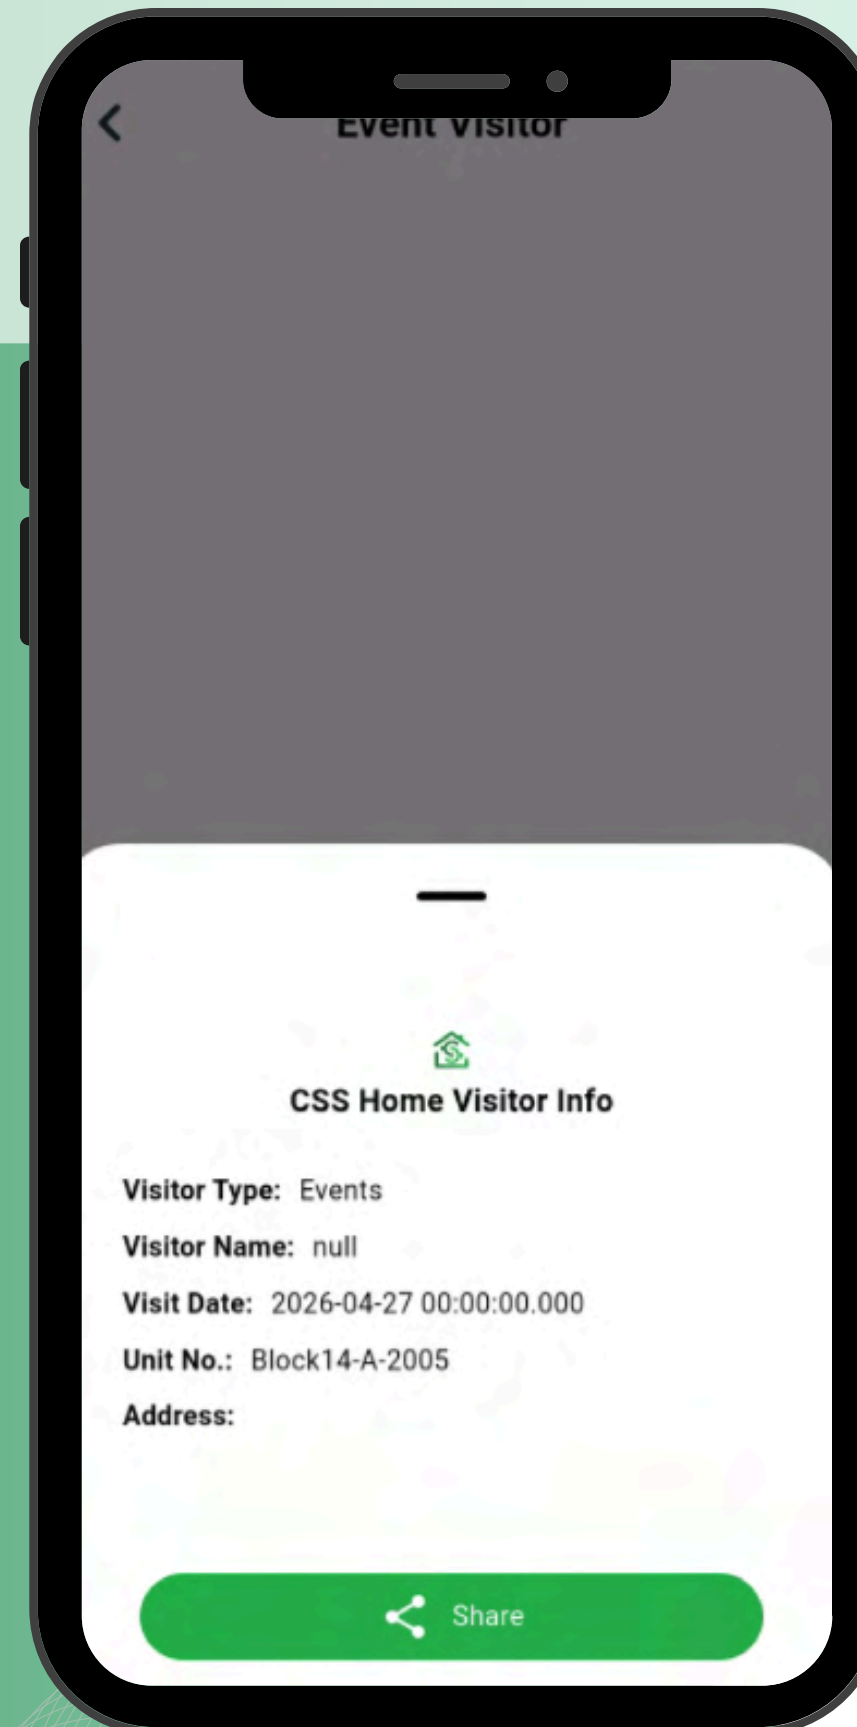 Event Visitor
CSS Home Visitor Info
Visitor Type: Events
Visitor Name: null
Visit Date: 2026-04-27 00:00:00.000
Unit No.: Block14-A-2005
Address:
Share